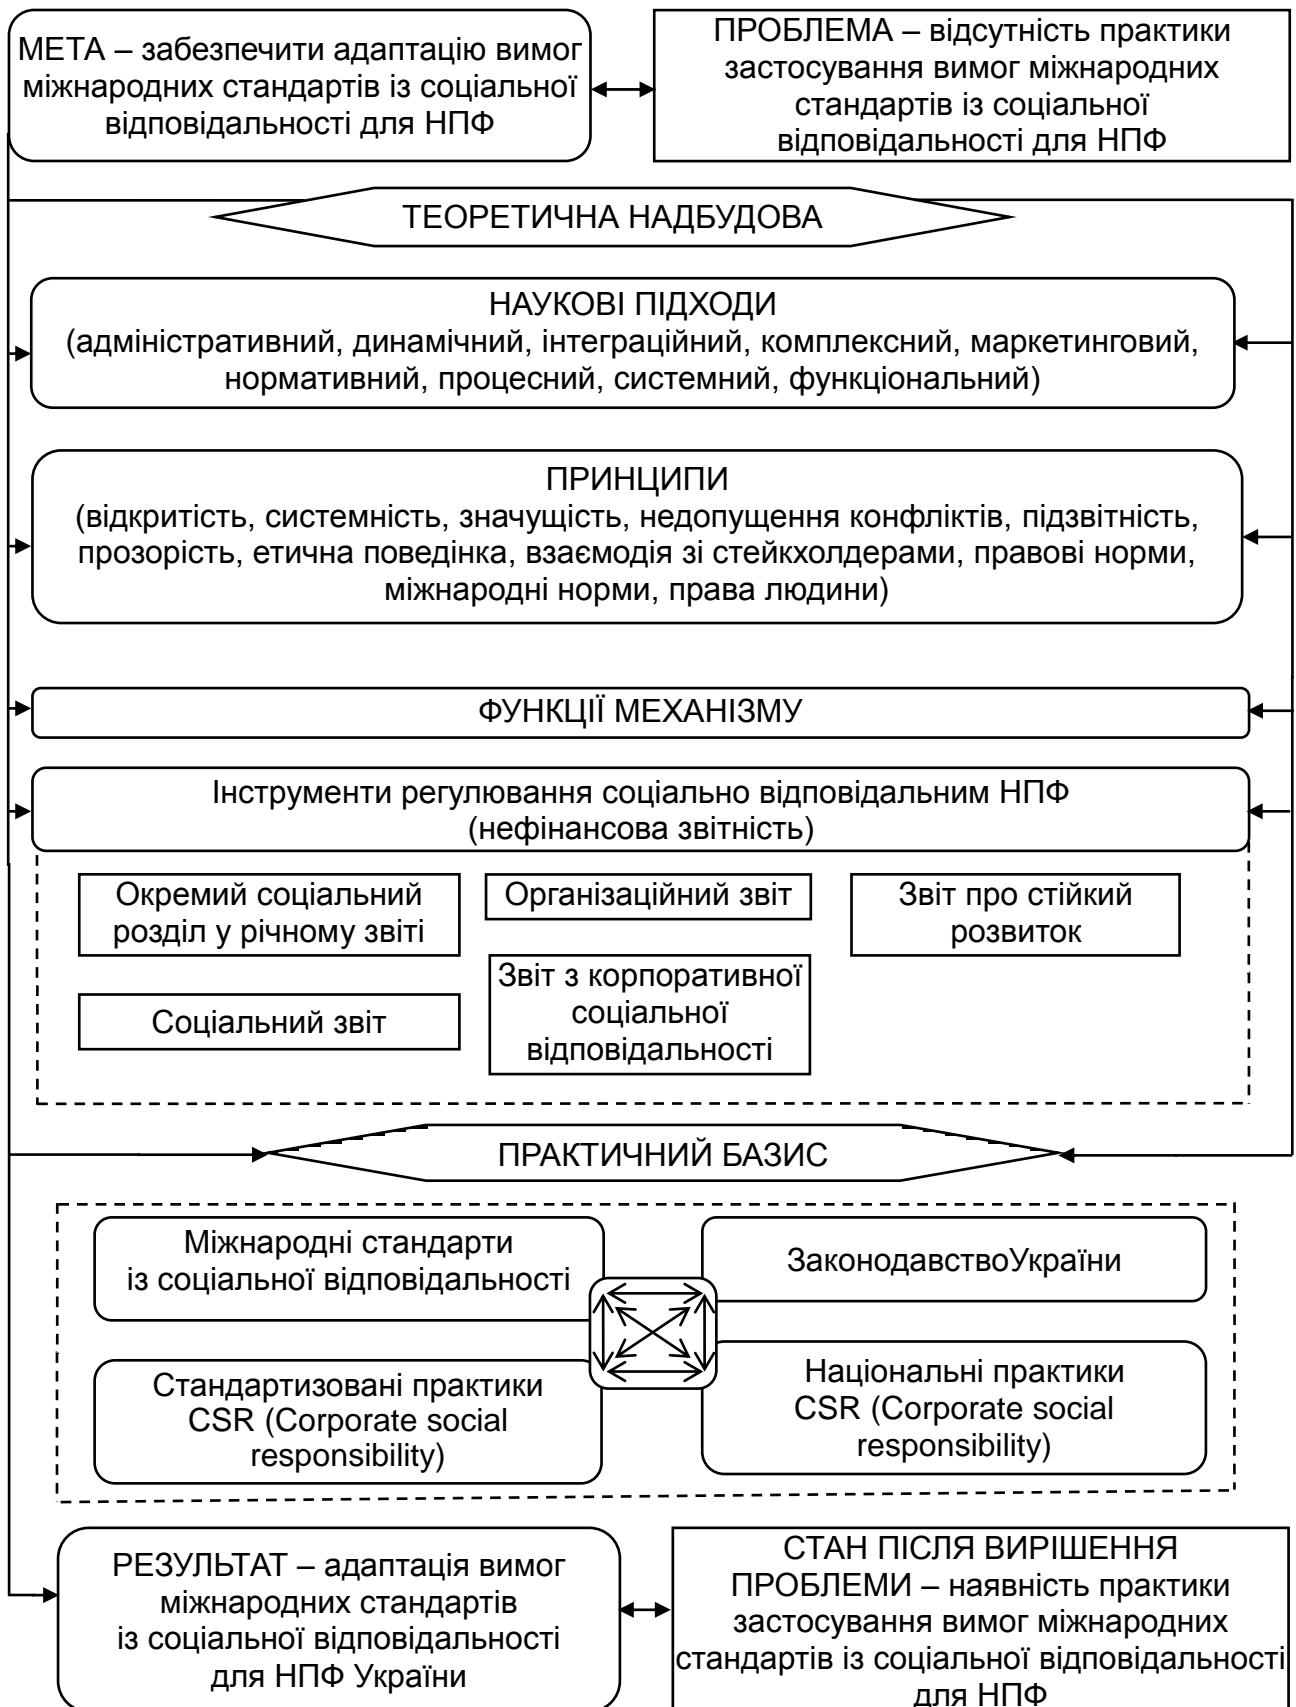 МЕТА – забезпечити адаптацію вимог
міжнародних стандартів із соціальної
відповідальності для НПФ
ПРОБЛЕМА – відсутність практики
застосування вимог міжнародних
стандартів із соціальної
відповідальності для НПФ
ТЕОРЕТИЧНА НАДБУДОВА
НАУКОВІ ПІДХОДИ
(адміністративний, динамічний, інтеграційний, комплексний, маркетинговий,
нормативний, процесний, системний, функціональний)
ПРИНЦИПИ
(відкритість, системність, значущість, недопущення конфліктів, підзвітність,
прозорість, етична поведінка, взаємодія зі стейкхолдерами, правові норми,
міжнародні норми, права людини)
ФУНКЦІЇ МЕХАНІЗМУ
Інструменти регулювання соціально відповідальним НПФ
(нефінансова звітність)
Окремий соціальний
розділ у річному звіті
Організаційний звіт
Звіт про стійкий
розвиток
Соціальний звіт
Звіт з корпоративної
соціальної
відповідальності
ПРАКТИЧНИЙ БАЗИС
Міжнародні стандарти
із соціальної відповідальності
ЗаконодавствоУкраїни
Стандартизовані практики
CSR (Corporate social
responsibility)
Національні практики
CSR (Corporate social
responsibility)
РЕЗУЛЬТАТ – адаптація вимог
міжнародних стандартів
із соціальної відповідальності
для НПФ України
СТАН ПІСЛЯ ВИРІШЕННЯ
ПРОБЛЕМИ – наявність практики
застосування вимог міжнародних
стандартів із соціальної відповідальності
для НПФ